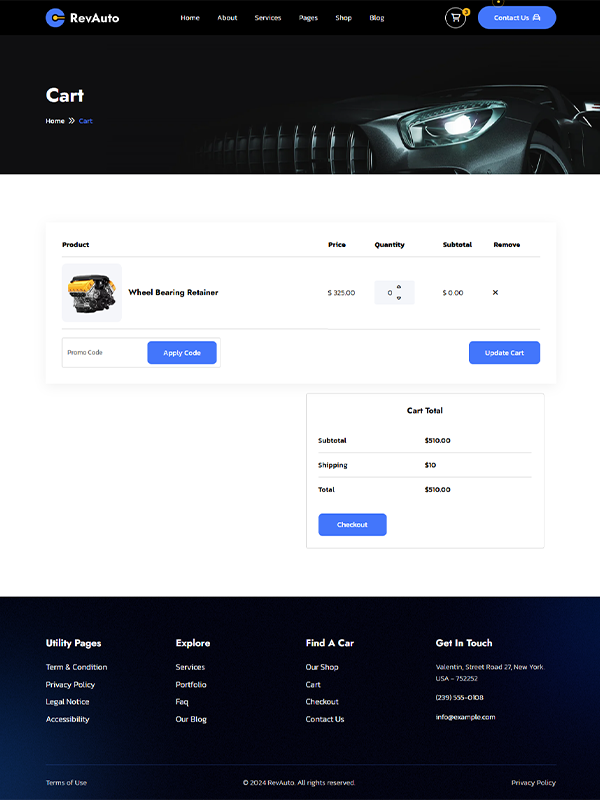 RevAuto
Home About Services Pages Shop Blog
3
Contact Us
Cart
Home Cart
Product Price Quantity Subtotal Remove
Wheel Bearing Retainer $ 325.00 0 $ 0.00 ×
Promo Code Apply Code Update Cart
Cart Total
Subtotal $510.00
Shipping $10
Total $510.00
Checkout
Utility Pages
Term & Condition
Privacy Policy
Legal Notice
Accessibility
Explore
Services
Portfolio
Faq
Our Blog
Find A Car
Our Shop
Cart
Checkout
Contact Us
Get In Touch
Valentin, Street Road 27, New York
USA - 752252
(239) 555-0108
info@example.com
Terms of Use © 2024 RevAuto. All rights reserved. Privacy Policy